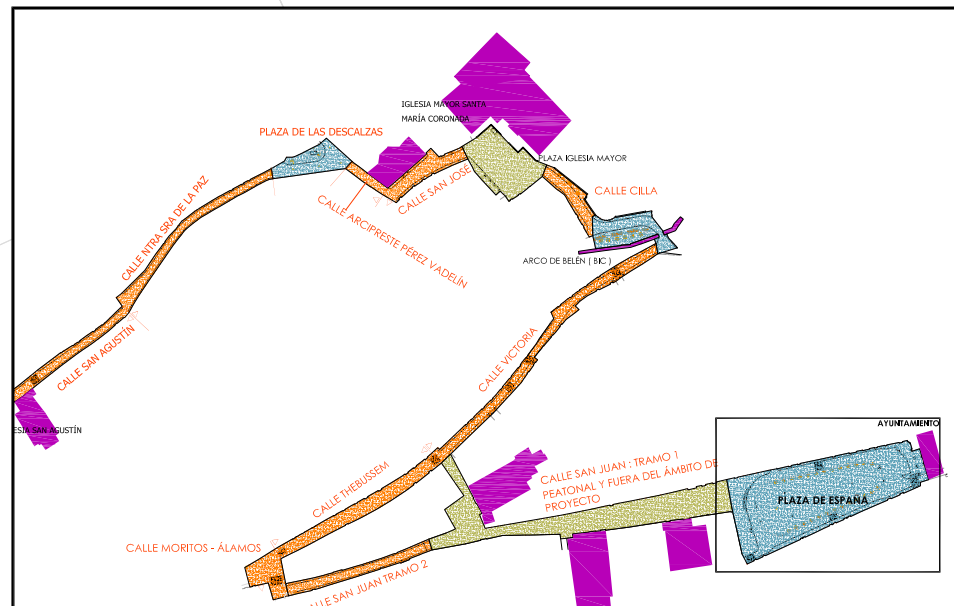 IGLESIA MAYOR SANTA
MARÍA CORONADA
PLAZA DE LAS DESCALZAS
PLAZA IGLESIA MAYOR
CALLE SAN JOSÉ
CALLE CILLA
CALLE NTRA SRA DE LA PAZ
CALLE ARCIPRESTE PÉREZ VADELÍN
ARCO DE BELÉN ( BIC )
CALLE SAN AGUSTÍN
CALLE VICTORIA
ESIA SAN AGUSTÍN
AYUNTAMIENTO
CALLE THEBUSSEM
CALLE SAN JUAN : TRAMO 1
PEATONAL Y FUERA DEL ÁMBITO DE
PROYECTO
PLAZA DE ESPAÑA
CALLE MORITOS - ÁLAMOS
ALLE SAN JUAN TRAMO 2